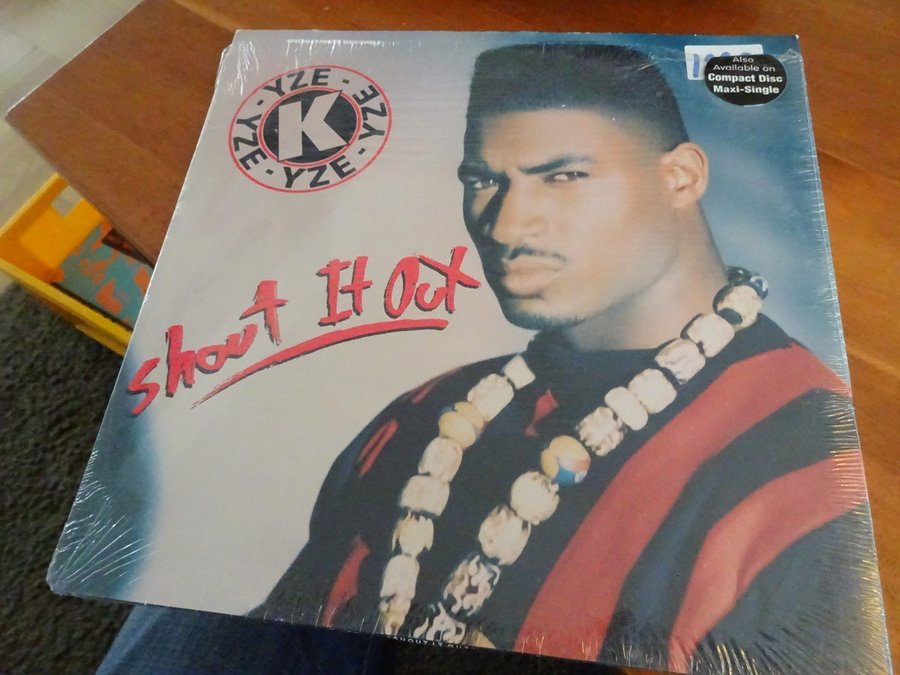 YZE - YZE - YZE - YZE -
K
Shout It Out
Also
Available on
Compact Disc
Maxi-Single